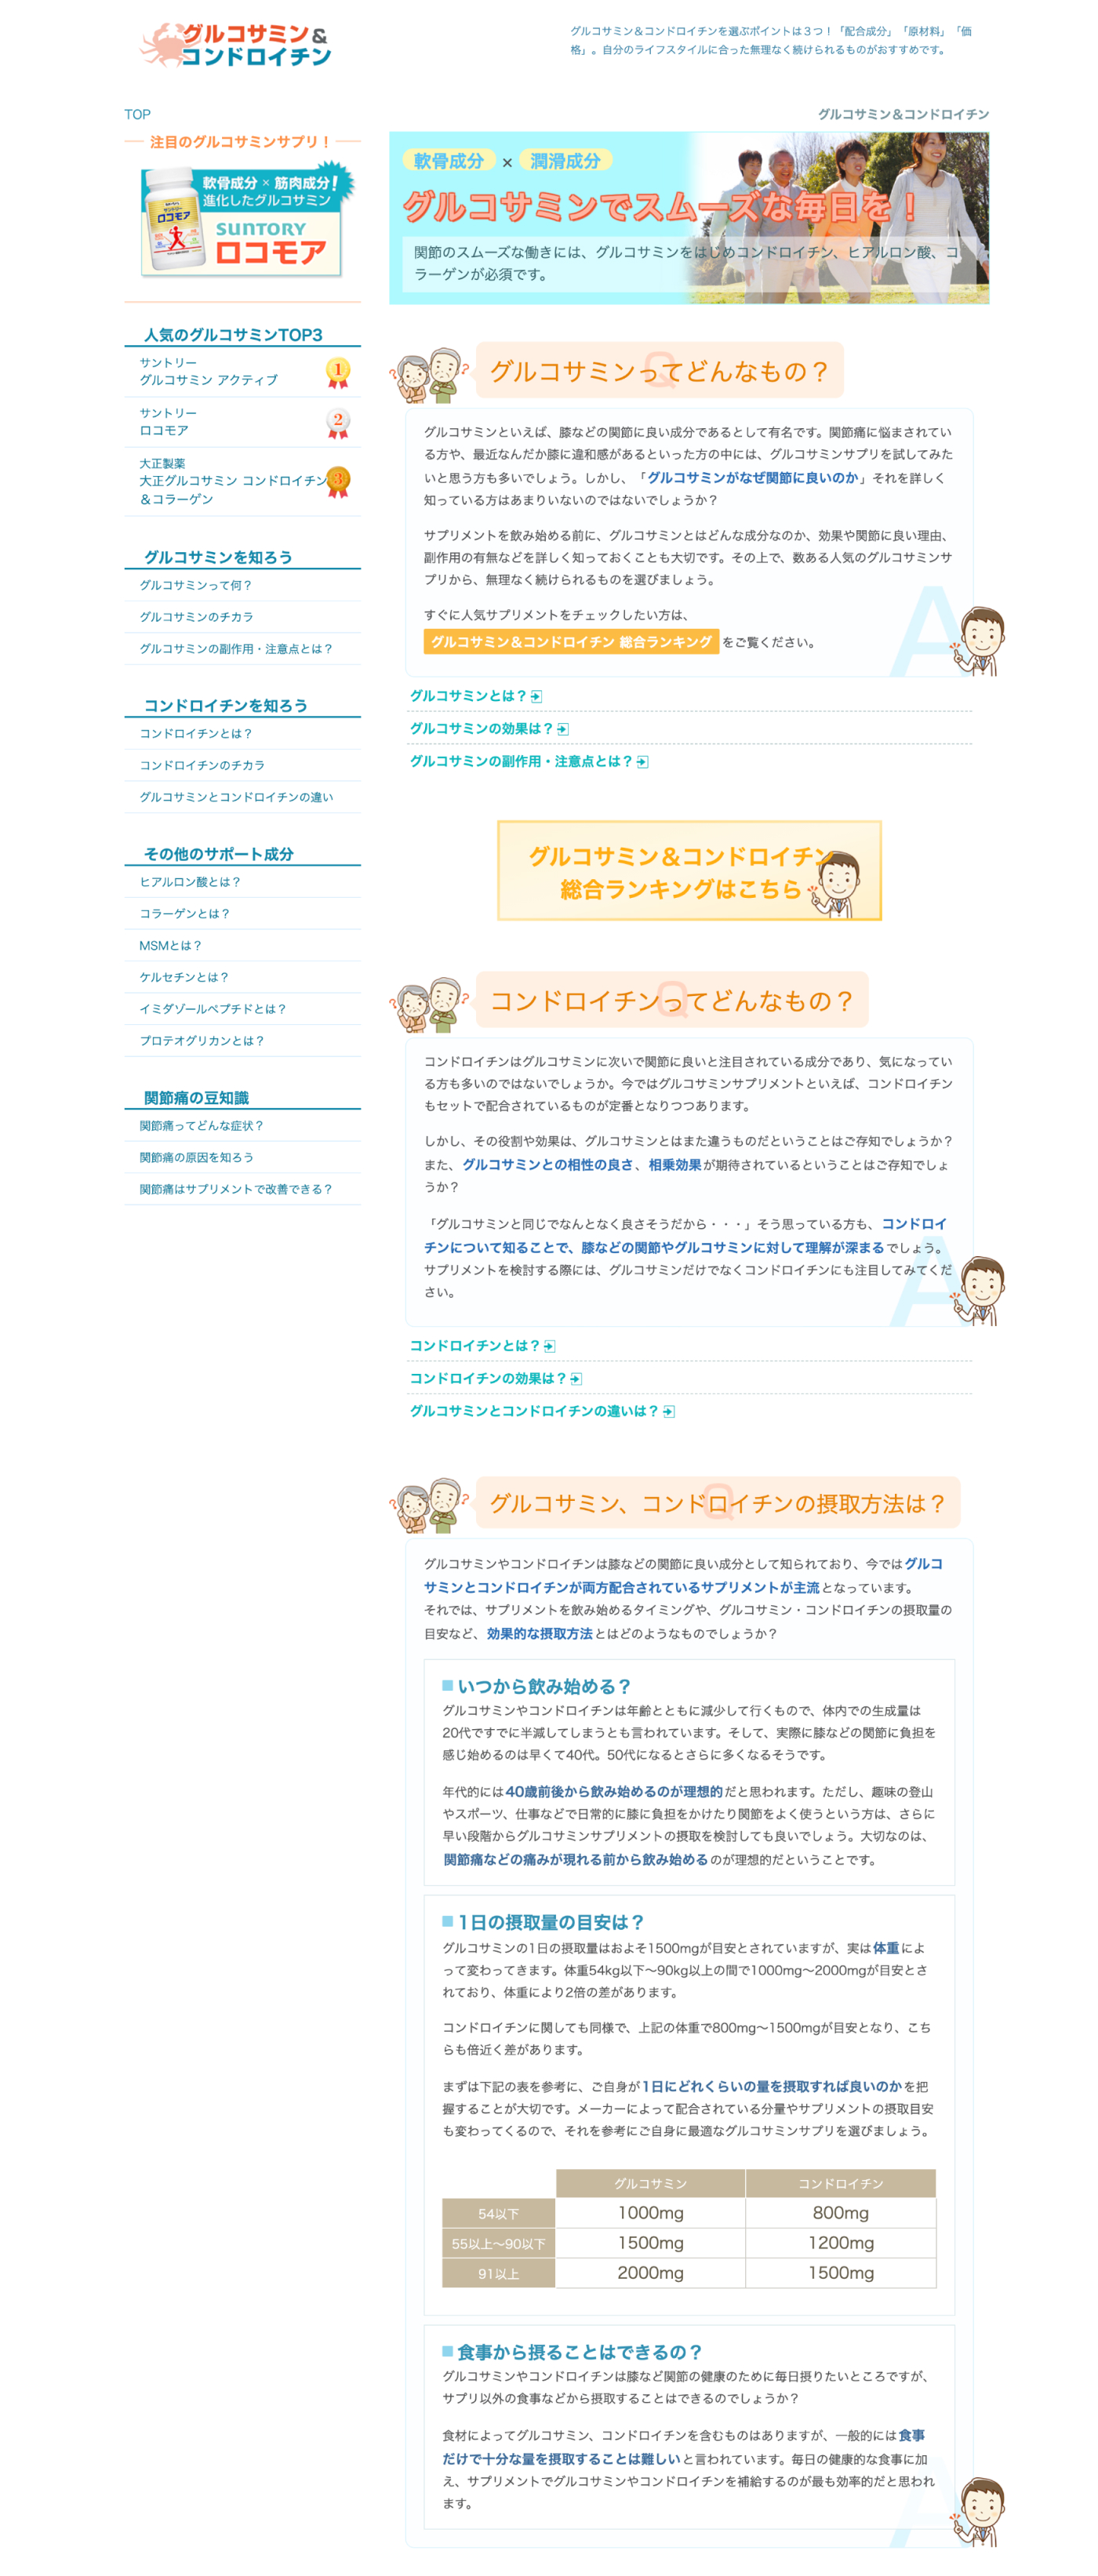 グルコサミン&
コンドロイチン
グルコサミン＆コンドロイチンを選ぶポイントは３つ！「配合成分」「原材料」「価
格」。自分のライフスタイルに合った無理なく続けられるものがおすすめです。
TOP
グルコサミン＆コンドロイチン
注目のグルコサミンサプリ！
軟骨成分×筋肉成分!
進化したグルコサミン
SUNTORY
ロコモア
軟骨成分 × 潤滑成分
グルコサミンでスムーズな毎日を！
関節のスムーズな働きには、グルコサミンをはじめコンドロイチン、ヒアルロン酸、コ
ラーゲンが必須です。
人気のグルコサミンTOP3
サントリー
グルコサミン アクティブ
1
サントリー
ロコモア
2
大正製薬
大正グルコサミン コンドロイチン
＆コラーゲン
3
グルコサミンを知ろう
グルコサミンって何？
グルコサミンのチカラ
グルコサミンの副作用・注意点とは？
コンドロイチンを知ろう
コンドロイチンとは？
コンドロイチンのチカラ
グルコサミンとコンドロイチンの違い
その他のサポート成分
ヒアルロン酸とは？
コラーゲンとは？
MSMとは？
ケルセチンとは？
イミダゾールペプチドとは？
プロテオグリカンとは？
関節痛の豆知識
関節痛ってどんな症状？
関節痛の原因を知ろう
関節痛はサプリメントで改善できる？
グルコサミンってどんなもの？
グルコサミンといえば、膝などの関節に良い成分であるとして有名です。関節痛に悩まされてい
る方や、最近なんだか膝に違和感があるといった方の中には、グルコサミンサプリを試してみた
いと思う方も多いでしょう。しかし、「グルコサミンがなぜ関節に良いのか」それを詳しく
知っている方はあまりいないのではないでしょうか？
サプリメントを飲み始める前に、グルコサミンとはどんな成分なのか、効果や関節に良い理由、
副作用の有無などを詳しく知っておくことも大切です。その上で、数ある人気のグルコサミンサ
プリから、無理なく続けられるものを選びましょう。
すぐに人気サプリメントをチェックしたい方は、
グルコサミン＆コンドロイチン 総合ランキング をご覧ください。
グルコサミンとは？
グルコサミンの効果は？
グルコサミンの副作用・注意点とは？
グルコサミン＆コンドロイチン
総合ランキングはこちら
コンドロイチンってどんなもの？
コンドロイチンはグルコサミンに次いで関節に良いと注目されている成分であり、気になってい
る方も多いのではないでしょうか。今ではグルコサミンサプリメントといえば、コンドロイチン
もセットで配合されているものが定番となりつつあります。
しかし、その役割や効果は、グルコサミンとはまた違うものだということはご存知でしょうか？
また、グルコサミンとの相性の良さ、相乗効果が期待されているということはご存知でしょ
うか？
「グルコサミンと同じでなんとなく良さそうだから・・・」そう思っている方も、コンドロイ
チンについて知ることで、膝などの関節やグルコサミンに対して理解が深まるでしょう。
サプリメントを検討する際には、グルコサミンだけでなくコンドロイチンにも注目してみてくだ
さい。
コンドロイチンとは？
コンドロイチンの効果は？
グルコサミンとコンドロイチンの違いは？
グルコサミン、コンドロイチンの摂取方法は？
グルコサミンやコンドロイチンは膝などの関節に良い成分として知られており、今ではグルコ
サミンとコンドロイチンが両方配合されているサプリメントが主流となっています。
それでは、サプリメントを飲み始めるタイミングや、グルコサミン・コンドロイチンの摂取量の
目安など、効果的な摂取方法とはどのようなものでしょうか？
いつから飲み始める？
グルコサミンやコンドロイチンは年齢とともに減少して行くもので、体内での生成量は
20代ですでに半減してしまうとも言われています。そして、実際に膝などの関節に負担を
感じ始めるのは早くて40代。50代になるとさらに多くなるそうです。
年代的には40歳前後から飲み始めるのが理想的だと思われます。ただし、趣味の登山
やスポーツ、仕事などで日常的に膝に負担をかけたり関節をよく使うという方は、さらに
早い段階からグルコサミンサプリメントの摂取を検討しても良いでしょう。大切なのは、
関節痛などの痛みが現れる前から飲み始めるのが理想的だということです。
1日の摂取量の目安は？
グルコサミンの1日の摂取量はおよそ1500mgが目安とされていますが、実は体重によ
って変わってきます。体重54kg以下〜90kg以上の間で1000mg〜2000mgが目安とさ
れており、体重により2倍の差があります。
コンドロイチンに関しても同様で、上記の体重で800mg〜1500mgが目安となり、こち
らも倍近く差があります。
まずは下記の表を参考に、ご自身が1日にどれくらいの量を摂取すれば良いのかを把
握することが大切です。メーカーによって配合されている分量やサプリメントの摂取目安
も変わってくるので、それを参考にご自身に最適なグルコサミンサプリを選びましょう。
グルコサミン コンドロイチン
54以下 1000mg 800mg
55以上〜90以下 1500mg 1200mg
91以上 2000mg 1500mg
食事から摂ることはできるの？
グルコサミンやコンドロイチンは膝など関節の健康のために毎日摂りたいところですが、
サプリ以外の食事などから摂取することはできるのでしょうか？
食材によってグルコサミン、コンドロイチンを含むものはありますが、一般的には食事
だけで十分な量を摂取することは難しいと言われています。毎日の健康的な食事に加
え、サプリメントでグルコサミンやコンドロイチンを補給するのが最も効率的だと思われ
ます。